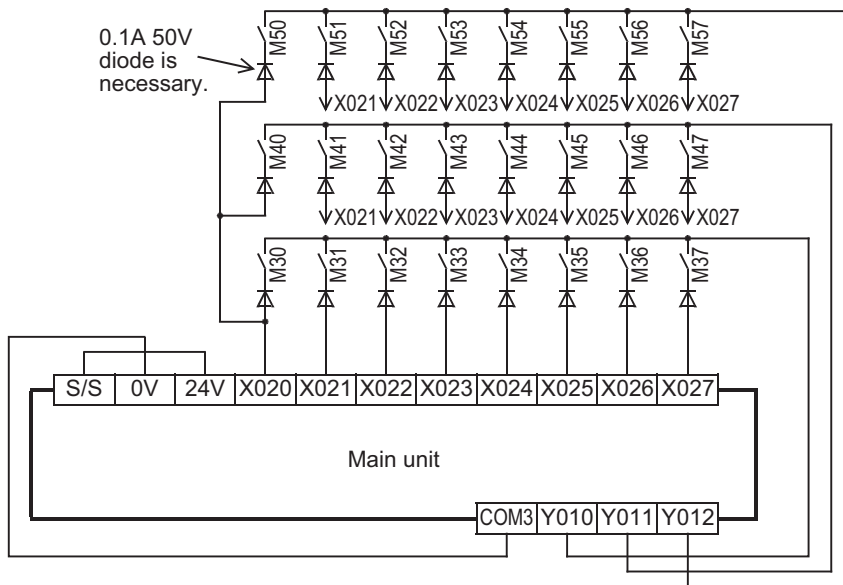 M50 M51 M52 M53 M54 M55 M56 M57
0.1A 50V
diode is
necessary.
X021 X022 X023 X024 X025 X026 X027
M40 M41 M42 M43 M44 M45 M46 M47
X021 X022 X023 X024 X025 X026 X027
M30 M31 M32 M33 M34 M35 M36 M37
S/S 0V 24V X020 X021 X022 X023 X024 X025 X026 X027
Main unit
COM3 Y010 Y011 Y012